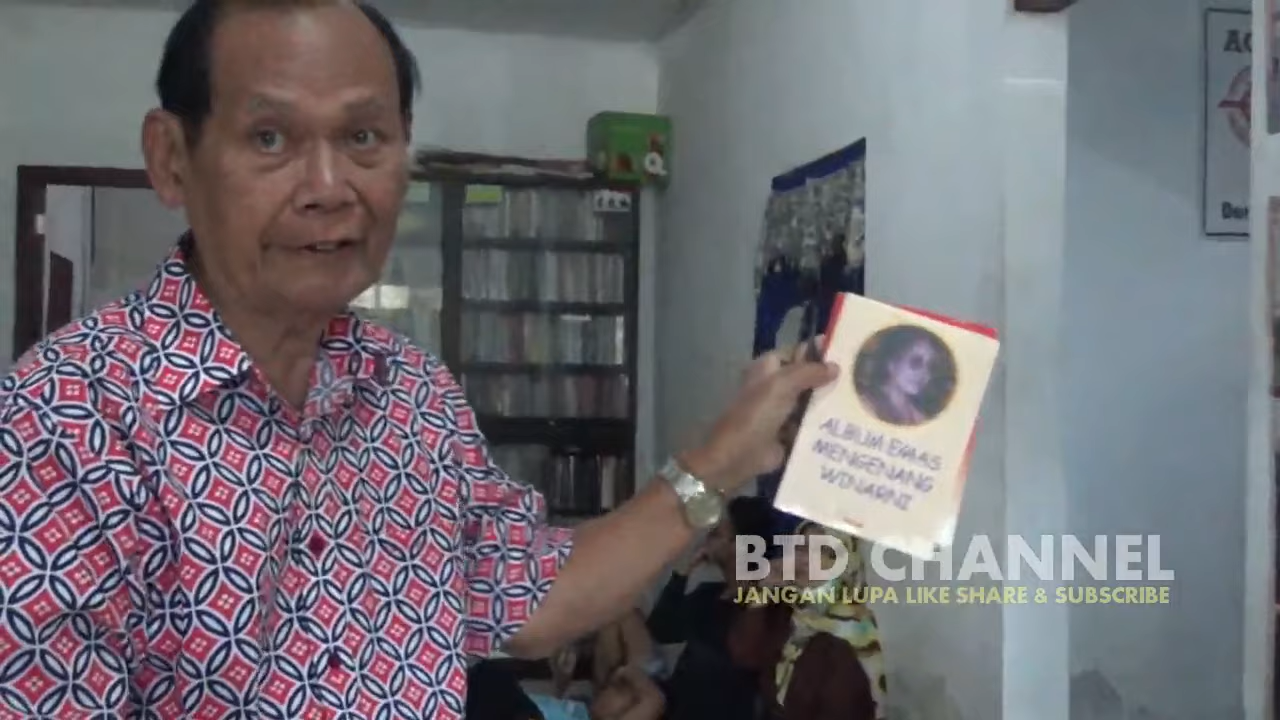 ALBUM EMAS
MENGENANG
WINARNI
BTD CHANNEL
JANGAN LUPA LIKE SHARE & SUBSCRIBE